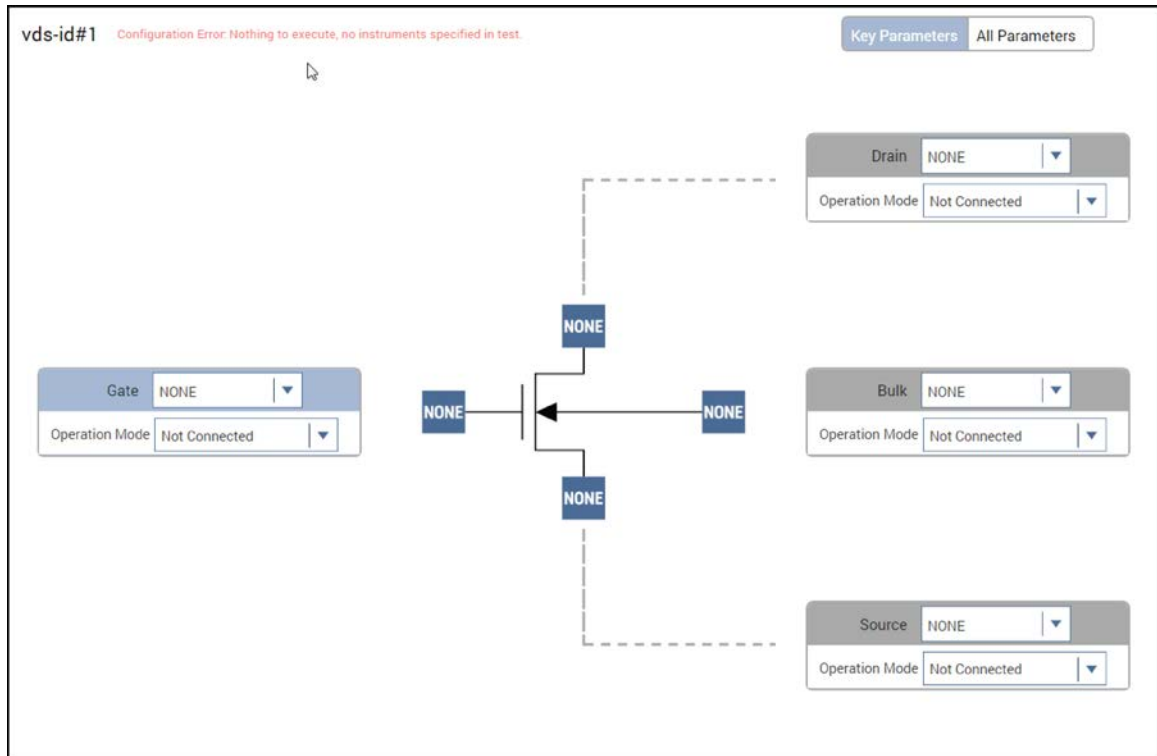 vds-id#1 Configuration Error: Nothing to execute, no instruments specified in test.
Key Parameters All Parameters
Drain NONE
Operation Mode Not Connected
NONE
Gate NONE
Operation Mode Not Connected
NONE
NONE
Bulk NONE
Operation Mode Not Connected
NONE
Source NONE
Operation Mode Not Connected